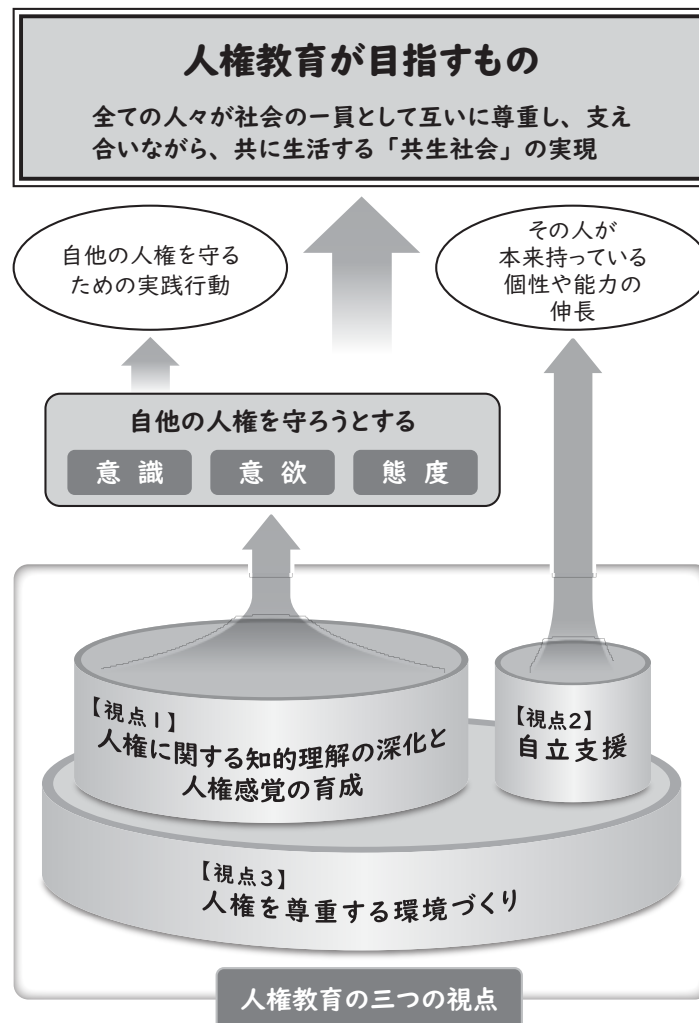 人権教育が目指すもの
全ての人々が社会の一員として互いに尊重し、支え
合いながら、共に生活する「共生社会」の実現
自他の人権を守る
ための実践行動
その人が
本来持っている
個性や能力の
伸長
自他の人権を守ろうとする
意識 意欲 態度
【視点1】
人権に関する知的理解の深化と
人権感覚の育成
【視点2】
自立支援
【視点3】
人権を尊重する環境づくり
人権教育の三つの視点